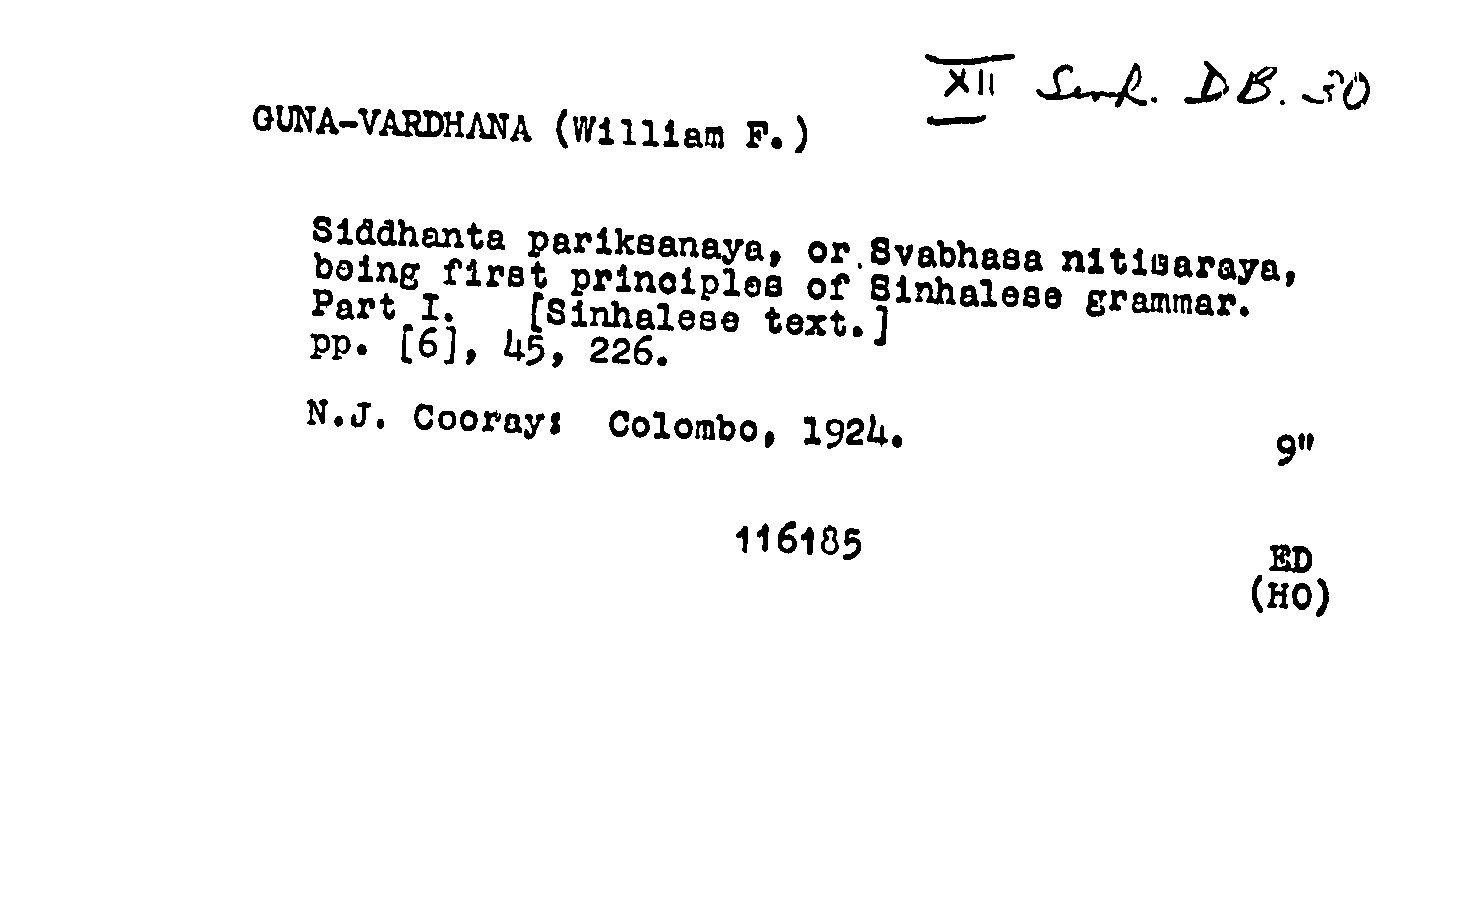 XII Sinh. DB. 30
GUNA-VARDHANA (William F.)
Siddhanta pariksanaya, or Svabhasa nitisaraya,
being first principles of Sinhalese grammar.
Part I. [Sinhalese text.]
pp. [6], 45, 226.
N.J. Cooray: Colombo, 1924.
9"
116185
ED
(HO)